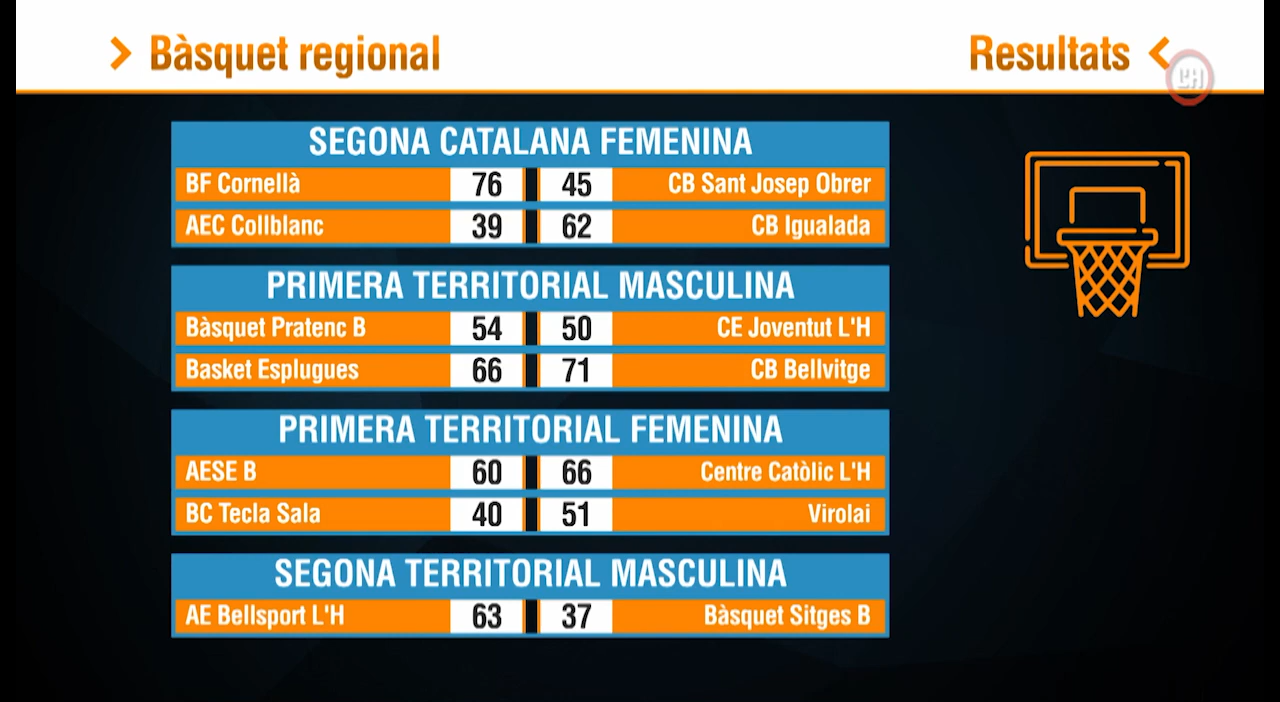 Bàsquet regional
Resultats
L'H
SEGONA CATALANA FEMENINA
BF Cornellà 76 45 CB Sant Josep Obrer
AEC Collblanc 39 62 CB Igualada
PRIMERA TERRITORIAL MASCULINA
Bàsquet Pratenc B 54 50 CE Joventut L'H
Basket Esplugues 66 71 CB Bellvitge
PRIMERA TERRITORIAL FEMENINA
AESE B 60 66 Centre Catòlic L'H
BC Tecla Sala 40 51 Virolai
SEGONA TERRITORIAL MASCULINA
AE Bellsport L'H 63 37 Bàsquet Sitges B